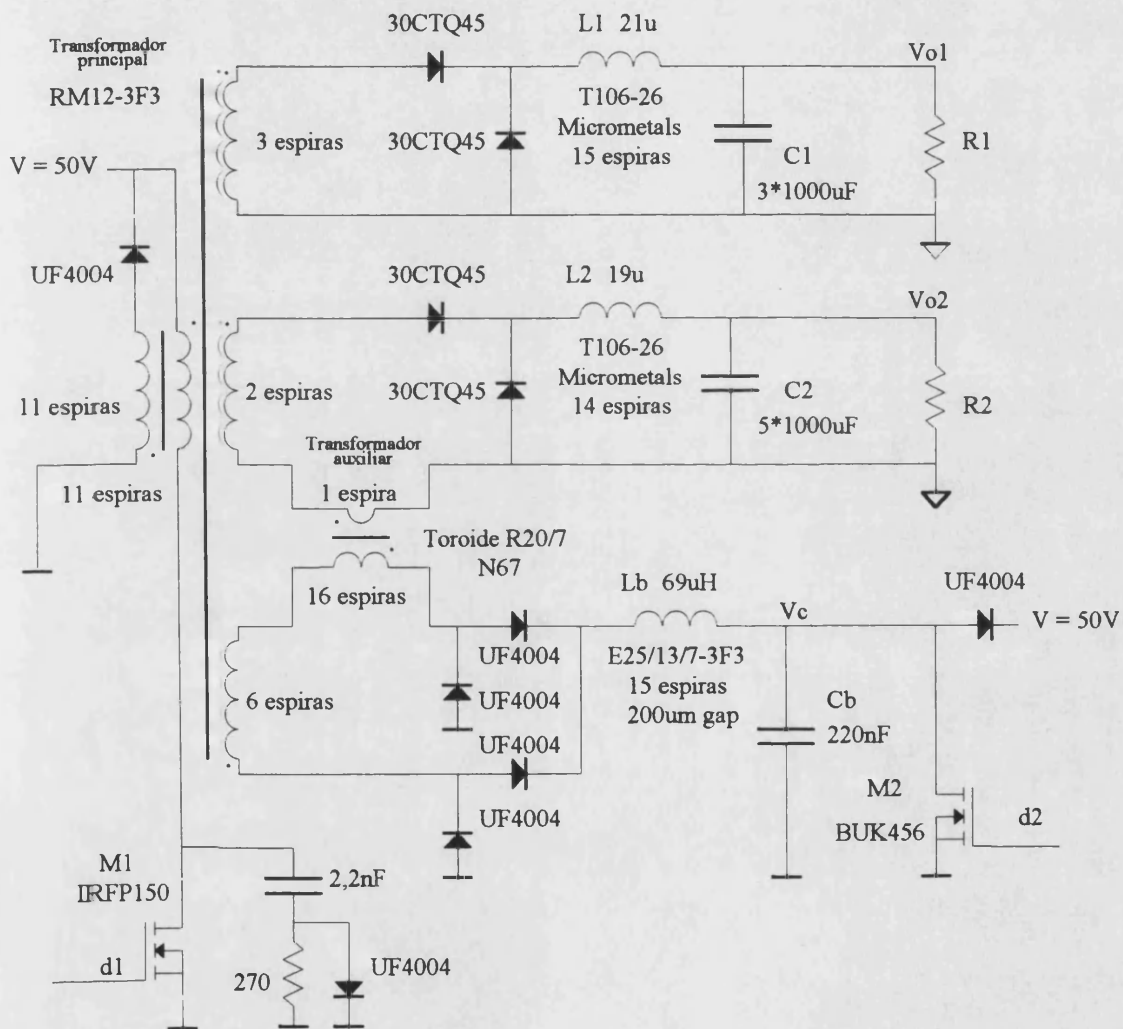 30CTQ45
L1 21u
Vo1
Transformador
principal
RM12-3F3
T106-26
Micrometals
15 espiras
3 espiras
30CTQ45
C1
3*1000uF
R1
V = 50V
UF4004
30CTQ45
L2 19u
Vo2
T106-26
Micrometals
14 espiras
11 espiras
2 espiras
30CTQ45
C2
5*1000uF
R2
Transformador
auxiliar
11 espiras
1 espira
Toroide R20/7
N67
16 espiras
Lb 69uH
Vc
UF4004
V = 50V
UF4004
E25/13/7-3F3
15 espiras
200um gap
6 espiras
UF4004
UF4004
Cb
220nF
UF4004
M2
BUK456
d2
M1
IRFP150
2,2nF
d1
270
UF4004